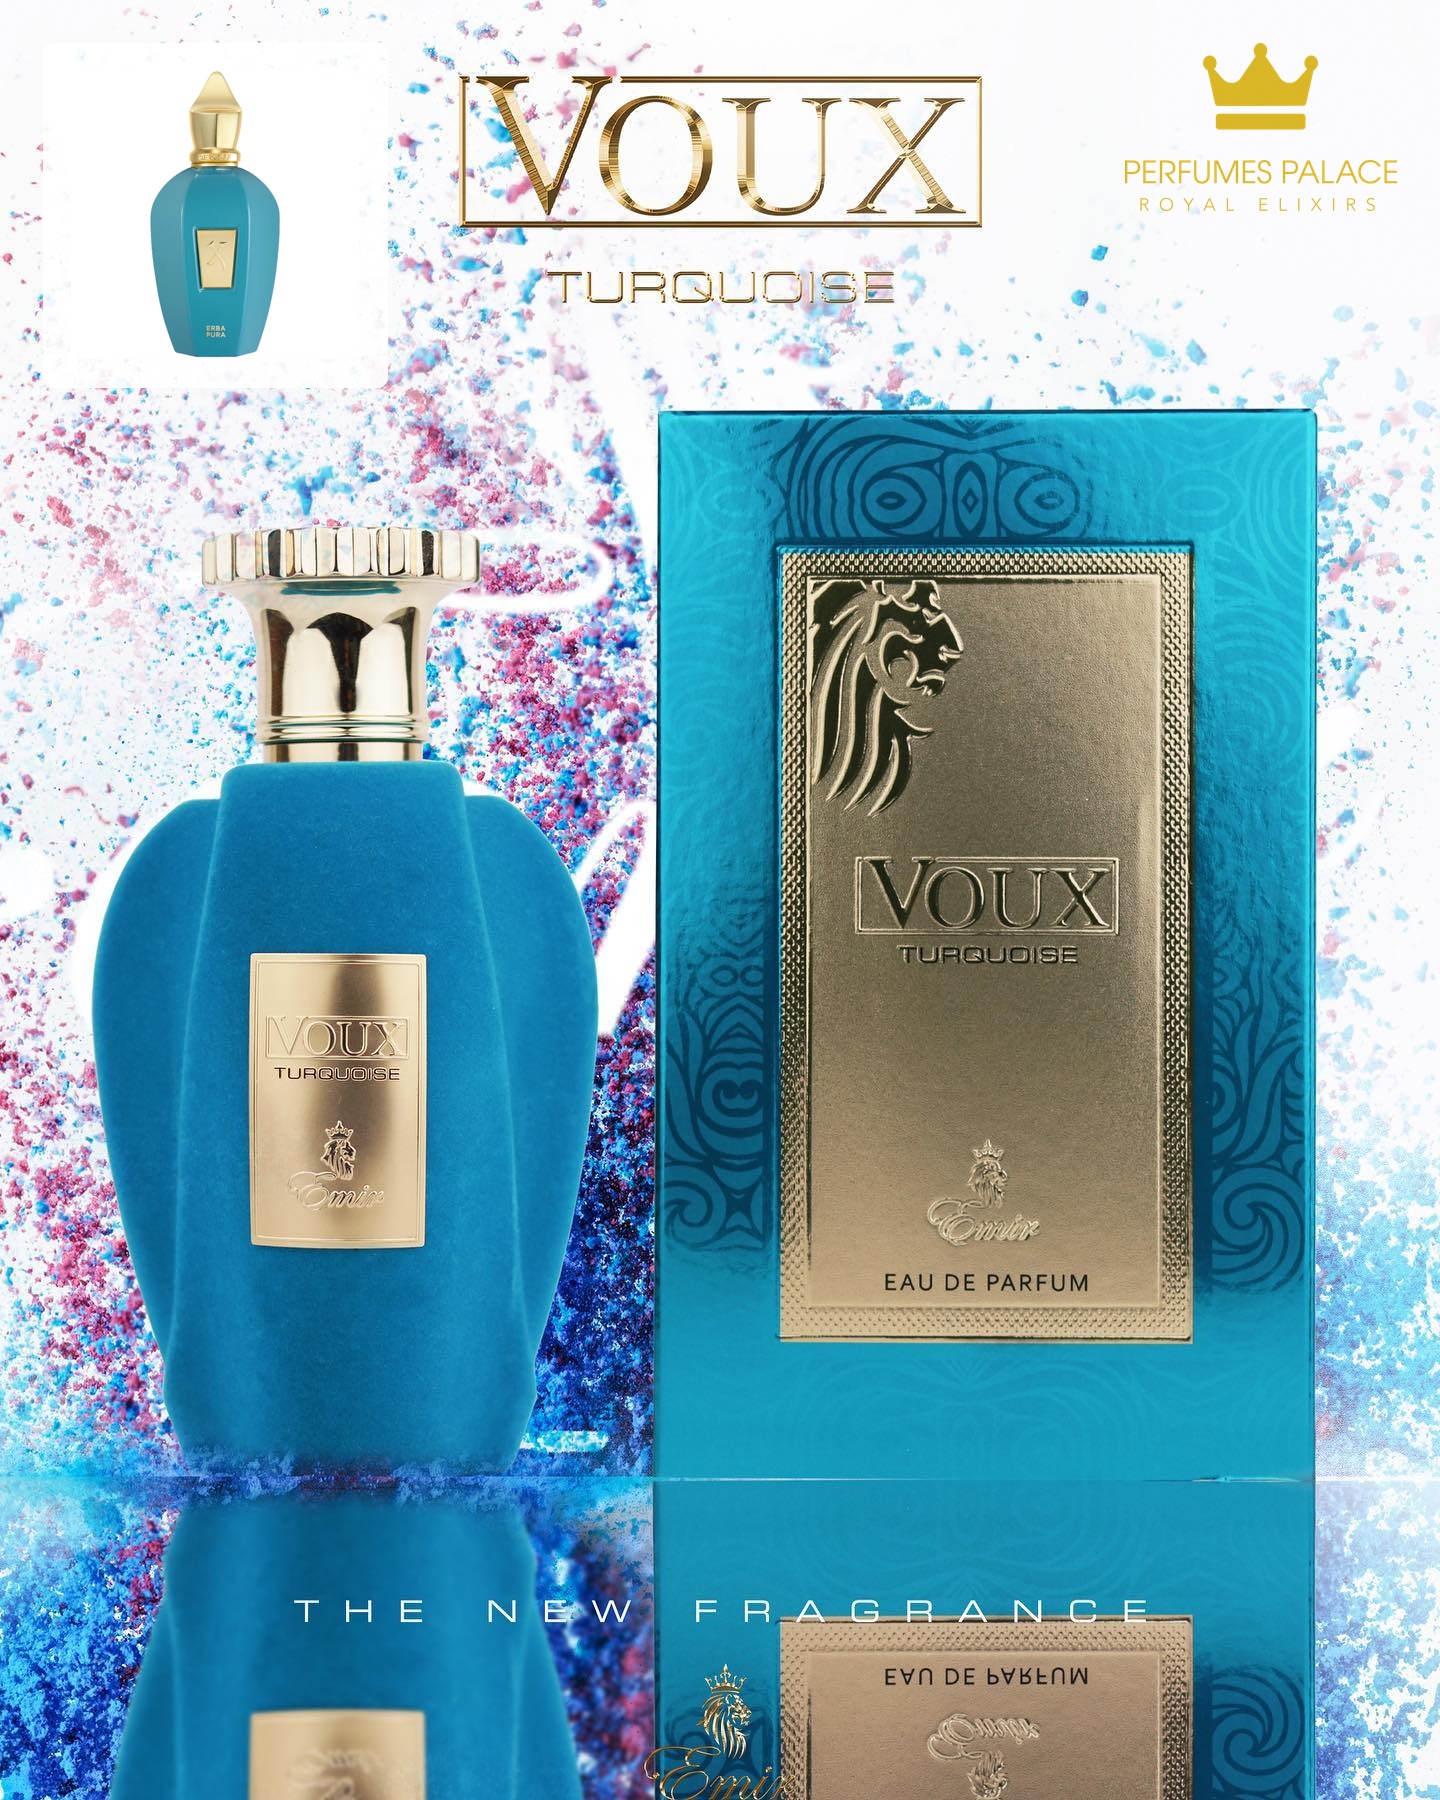 VOUX
TURQUOISE
PERFUMES PALACE
ROYAL ELIXIRS
ERBA
PURA
VOUX
TURQUOISE
Emir
EAU DE PARFUM
VOUX
TURQUOISE
Emir
THE NEW FRAGRANCE
EAU DE PARFUM
Emir
Emir